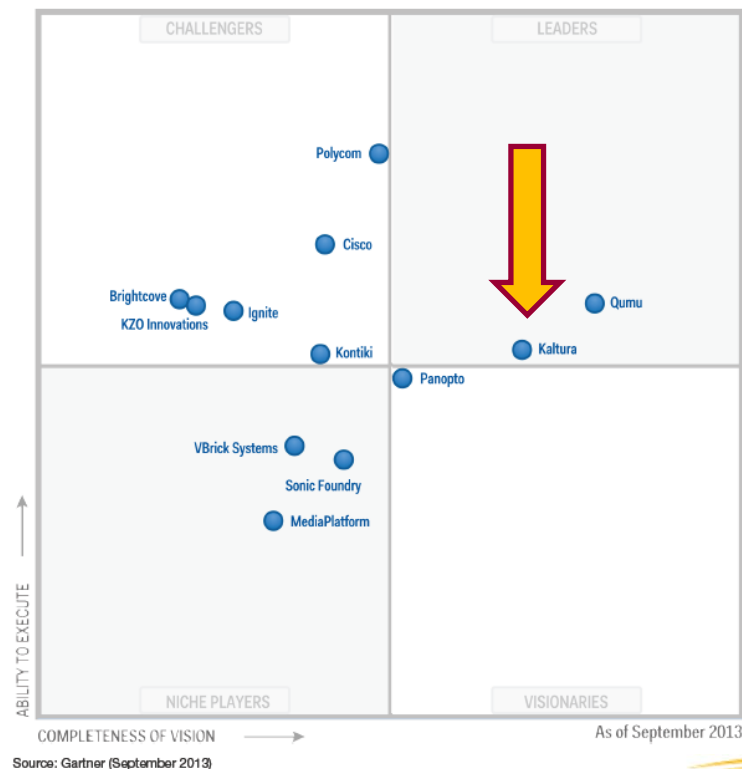 CHALLENGERS
LEADERS
Polycom
Cisco
Brightcove
KZO Innovations
Ignite
Qumu
Kontiki
Kaltura
Panopto
VBrick Systems
Sonic Foundry
MediaPlatform
ABILITY TO EXECUTE
NICHE PLAYERS
VISIONARIES
COMPLETENESS OF VISION
As of September 2013
Source: Gartner (September 2013)